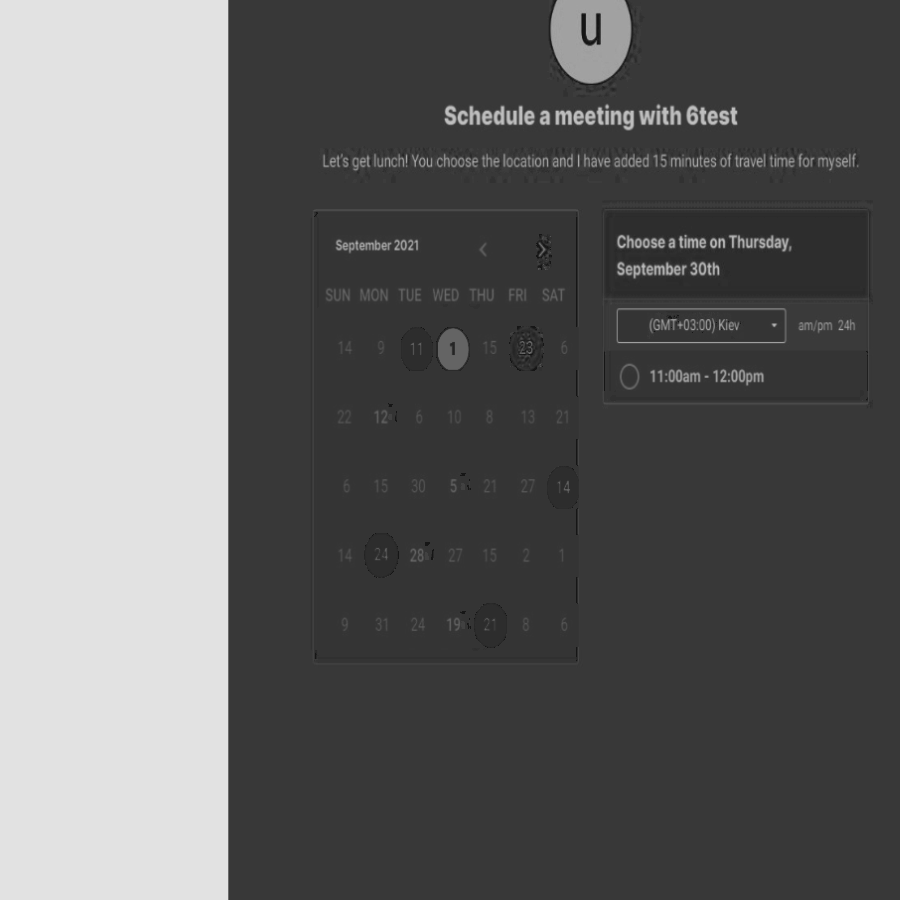 u
Schedule a meeting with 6test
Let's get lunch! You choose the location and I have added 15 minutes of travel time for myself.
September 2021
SUN MON TUE WED THU FRI SAT
14 9 11 1 15 23 6
22 12 6 10 8 13 21
6 15 30 5 21 27 14
14 24 28 27 15 2 1
9 31 24 19 21 8 6
Choose a time on Thursday,
September 30th
(GMT+03:00) Kiev am/pm 24h
11:00am - 12:00pm